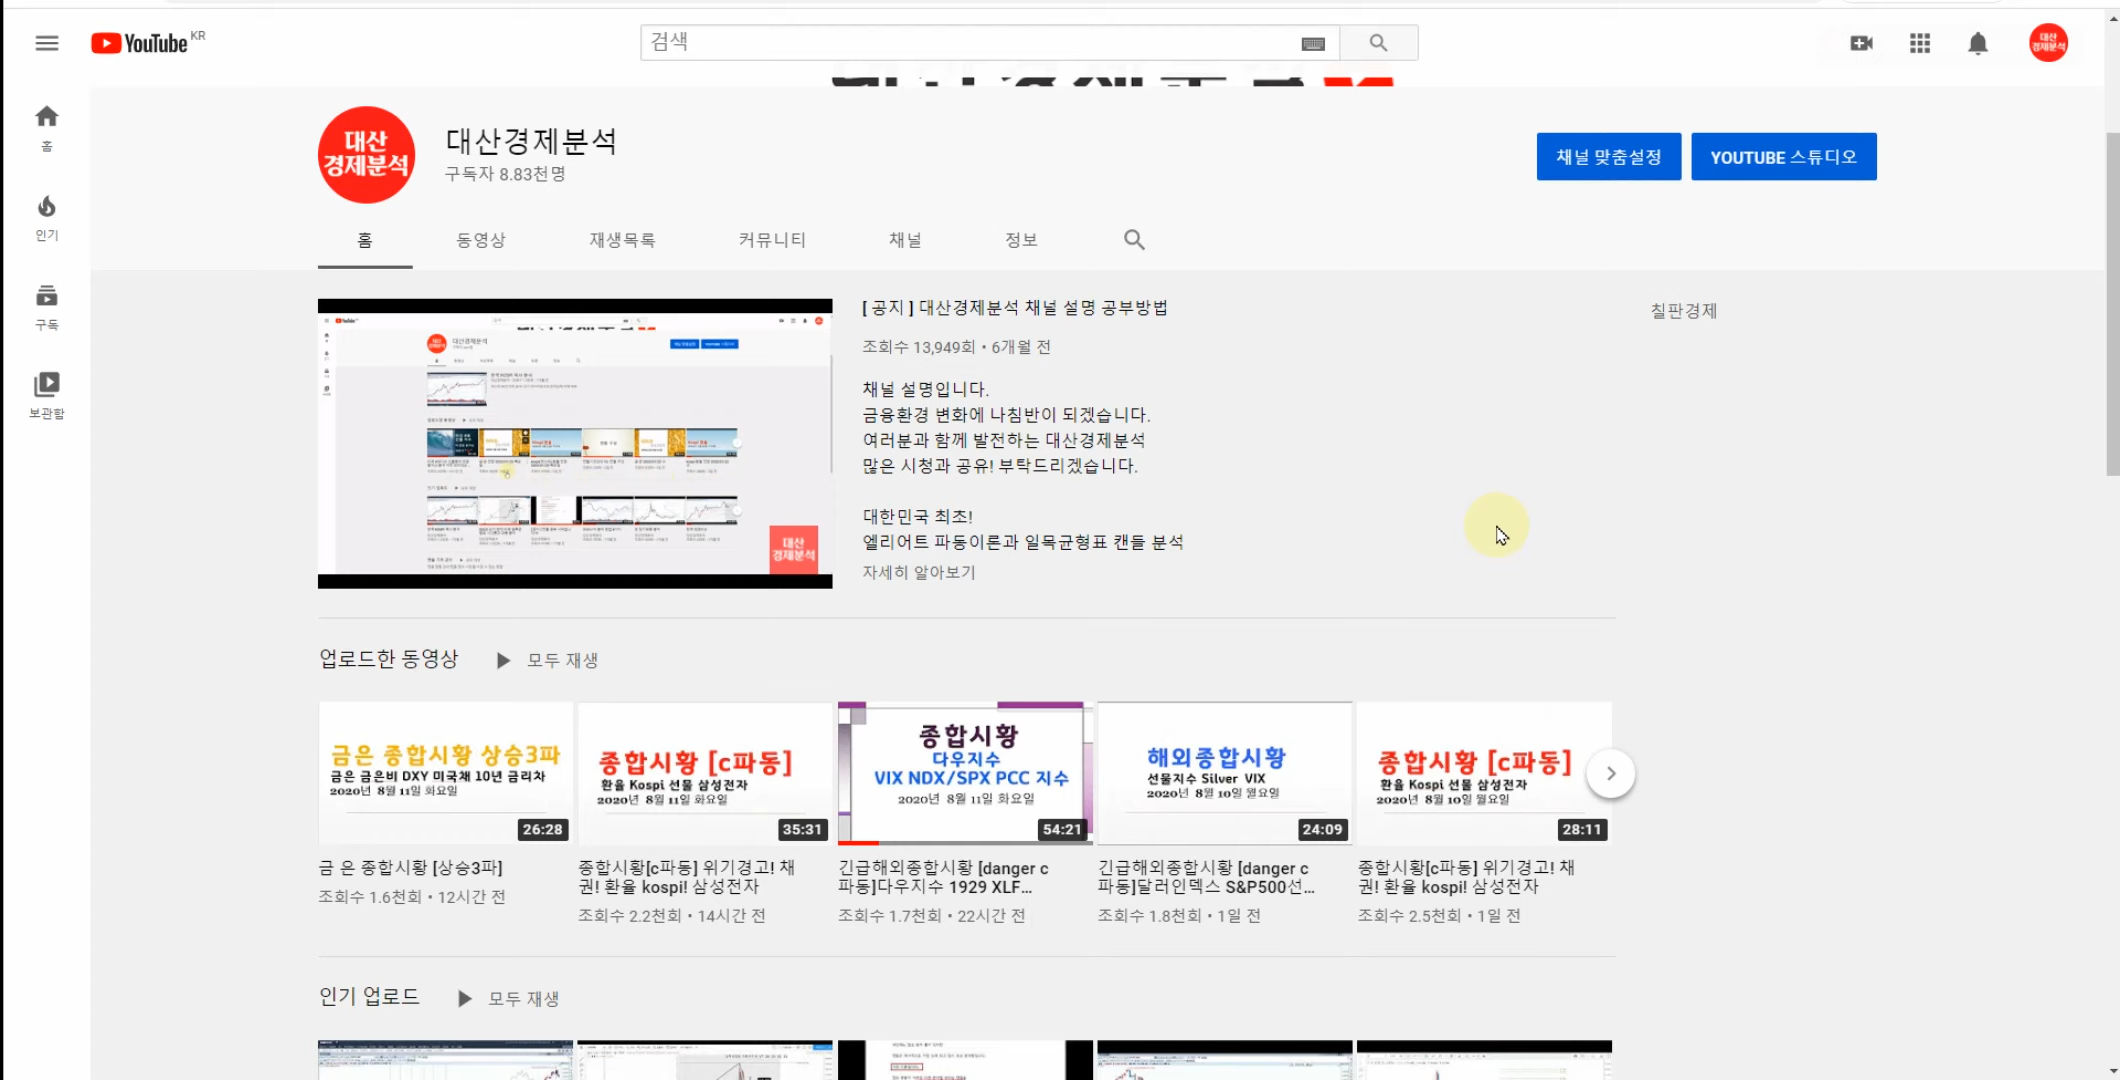 YouTube KR
검색
대산
경제분석
홈
인기
구독
보관함
대산
경제분석
대산경제분석
구독자 8.83천명
채널 맞춤설정
YOUTUBE 스튜디오
홈
동영상
재생목록
커뮤니티
채널
정보
대산
경제분석
[ 공지 ] 대산경제분석 채널 설명 공부방법
조회수 13,949회 • 6개월 전
채널 설명입니다.
금융환경 변화에 나침반이 되겠습니다.
여러분과 함께 발전하는 대산경제분석
많은 시청과 공유! 부탁드리겠습니다.
대한민국 최초!
엘리어트 파동이론과 일목균형표 캔들 분석
자세히 알아보기
칠판경제
업로드한 동영상
모두 재생
금은 종합시황 상승3파
금은 금은비 DXY 미국채 10년 금리차
2020년 8월 11일 화요일
26:28
금 은 종합시황 [상승3파]
조회수 1.6천회 • 12시간 전
종합시황 [c파동]
환율 Kospi 선물 삼성전자
2020년 8월 11일 화요일
35:31
종합시황[c파동] 위기경고! 채
권! 환율 kospi! 삼성전자
조회수 2.2천회 • 14시간 전
종합시황
다우지수
VIX NDX/SPX PCC 지수
2020년 8월 11일 화요일
54:21
긴급해외종합시황 [danger c
파동]다우지수 1929 XLF...
조회수 1.7천회 • 22시간 전
해외종합시황
선물지수 Silver VIX
2020년 8월 10일 월요일
24:09
긴급해외종합시황 [danger c
파동]달러인덱스 S&P500선...
조회수 1.8천회 • 1일 전
종합시황 [c파동]
환율 Kospi 선물 삼성전자
2020년 8월 10일 월요일
28:11
종합시황[c파동] 위기경고! 채
권! 환율 kospi! 삼성전자
조회수 2.5천회 • 1일 전
인기 업로드
모두 재생